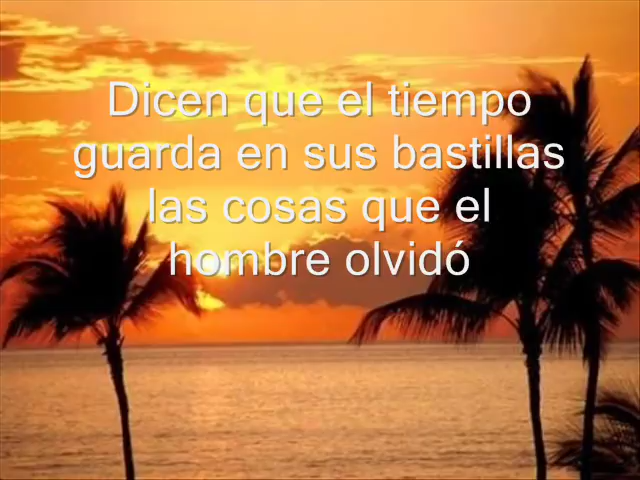 Dicen que el tiempo
guarda en sus bastillas
las cosas que el
hombre olvidó